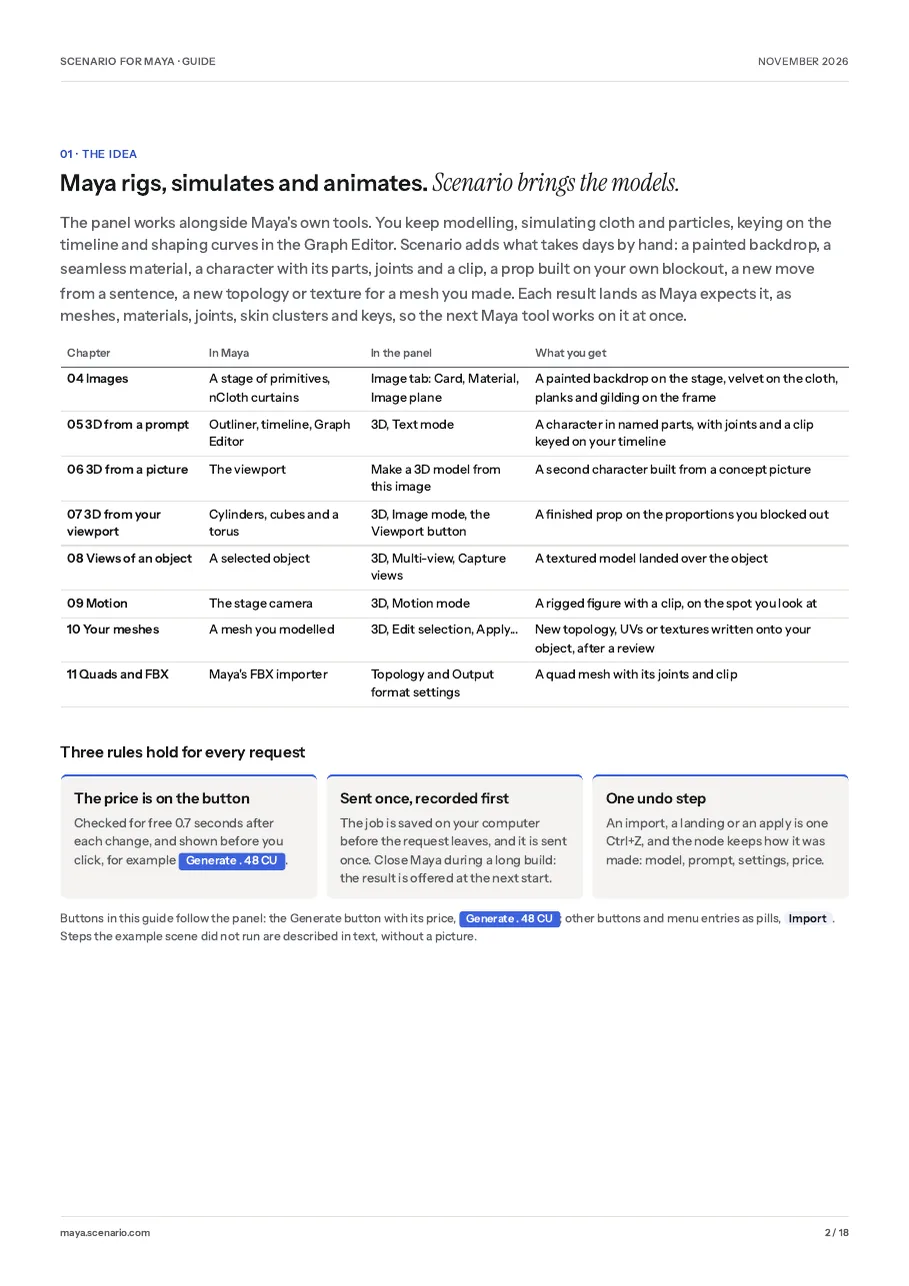 SCENARIO FOR MAYA · GUIDE
NOVEMBER 2026
01 · THE IDEA
Maya rigs, simulates and animates. Scenario brings the models.
The panel works alongside Maya's own tools. You keep modelling, simulating cloth and particles, keying on the
timeline and shaping curves in the Graph Editor. Scenario adds what takes days by hand: a painted backdrop, a
seamless material, a character with its parts, joints and a clip, a prop built on your own blockout, a new move
from a sentence, a new topology or texture for a mesh you made. Each result lands as Maya expects it, as
meshes, materials, joints, skin clusters and keys, so the next Maya tool works on it at once.
Chapter In Maya In the panel What you get
04 Images A stage of primitives, Image tab: Card, Material, A painted backdrop on the stage, velvet on the cloth,
nCloth curtains Image plane planks and gilding on the frame
05 3D from a prompt Outliner, timeline, Graph 3D, Text mode A character in named parts, with joints and a clip
Editor keyed on your timeline
06 3D from a picture The viewport Make a 3D model from A second character built from a concept picture
this image
07 3D from your Cylinders, cubes and a 3D, Image mode, the A finished prop on the proportions you blocked out
viewport torus Viewport button
08 Views of an object A selected object 3D, Multi-view, Capture A textured model landed over the object
views
09 Motion The stage camera 3D, Motion mode A rigged figure with a clip, on the spot you look at
10 Your meshes A mesh you modelled 3D, Edit selection, Apply... New topology, UVs or textures written onto your
object, after a review
11 Quads and FBX Maya's FBX importer Topology and Output A quad mesh with its joints and clip
format settings
Three rules hold for every request
The price is on the button
Checked for free 0.7 seconds after
each change, and shown before you
click, for example Generate . 48 CU .
Sent once, recorded first
The job is saved on your computer
before the request leaves, and it is sent
once. Close Maya during a long build:
the result is offered at the next start.
One undo step
An import, a landing or an apply is one
Ctrl+Z, and the node keeps how it was
made: model, prompt, settings, price.
Buttons in this guide follow the panel: the Generate button with its price, Generate . 48 CU ; other buttons and menu entries as pills, Import .
Steps the example scene did not run are described in text, without a picture.
maya.scenario.com
2 / 18